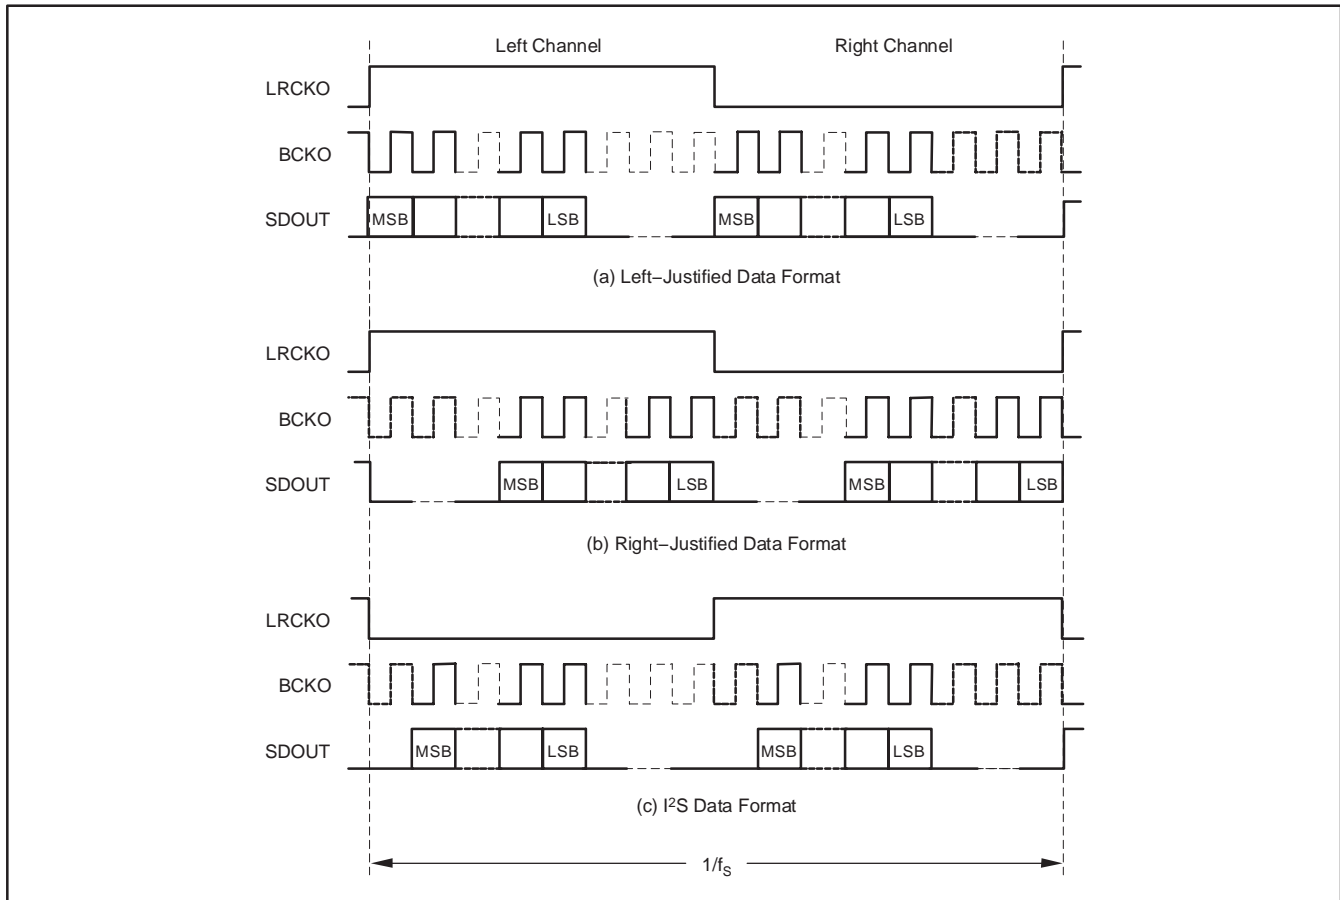 Left Channel Right Channel
LRCKO
BCKO
SDOUT MSB LSB MSB LSB
(a) Left−Justified Data Format
LRCKO
BCKO
SDOUT MSB LSB MSB LSB
(b) Right−Justified Data Format
LRCKO
BCKO
SDOUT MSB LSB MSB LSB
(c) I²S Data Format
1/fS